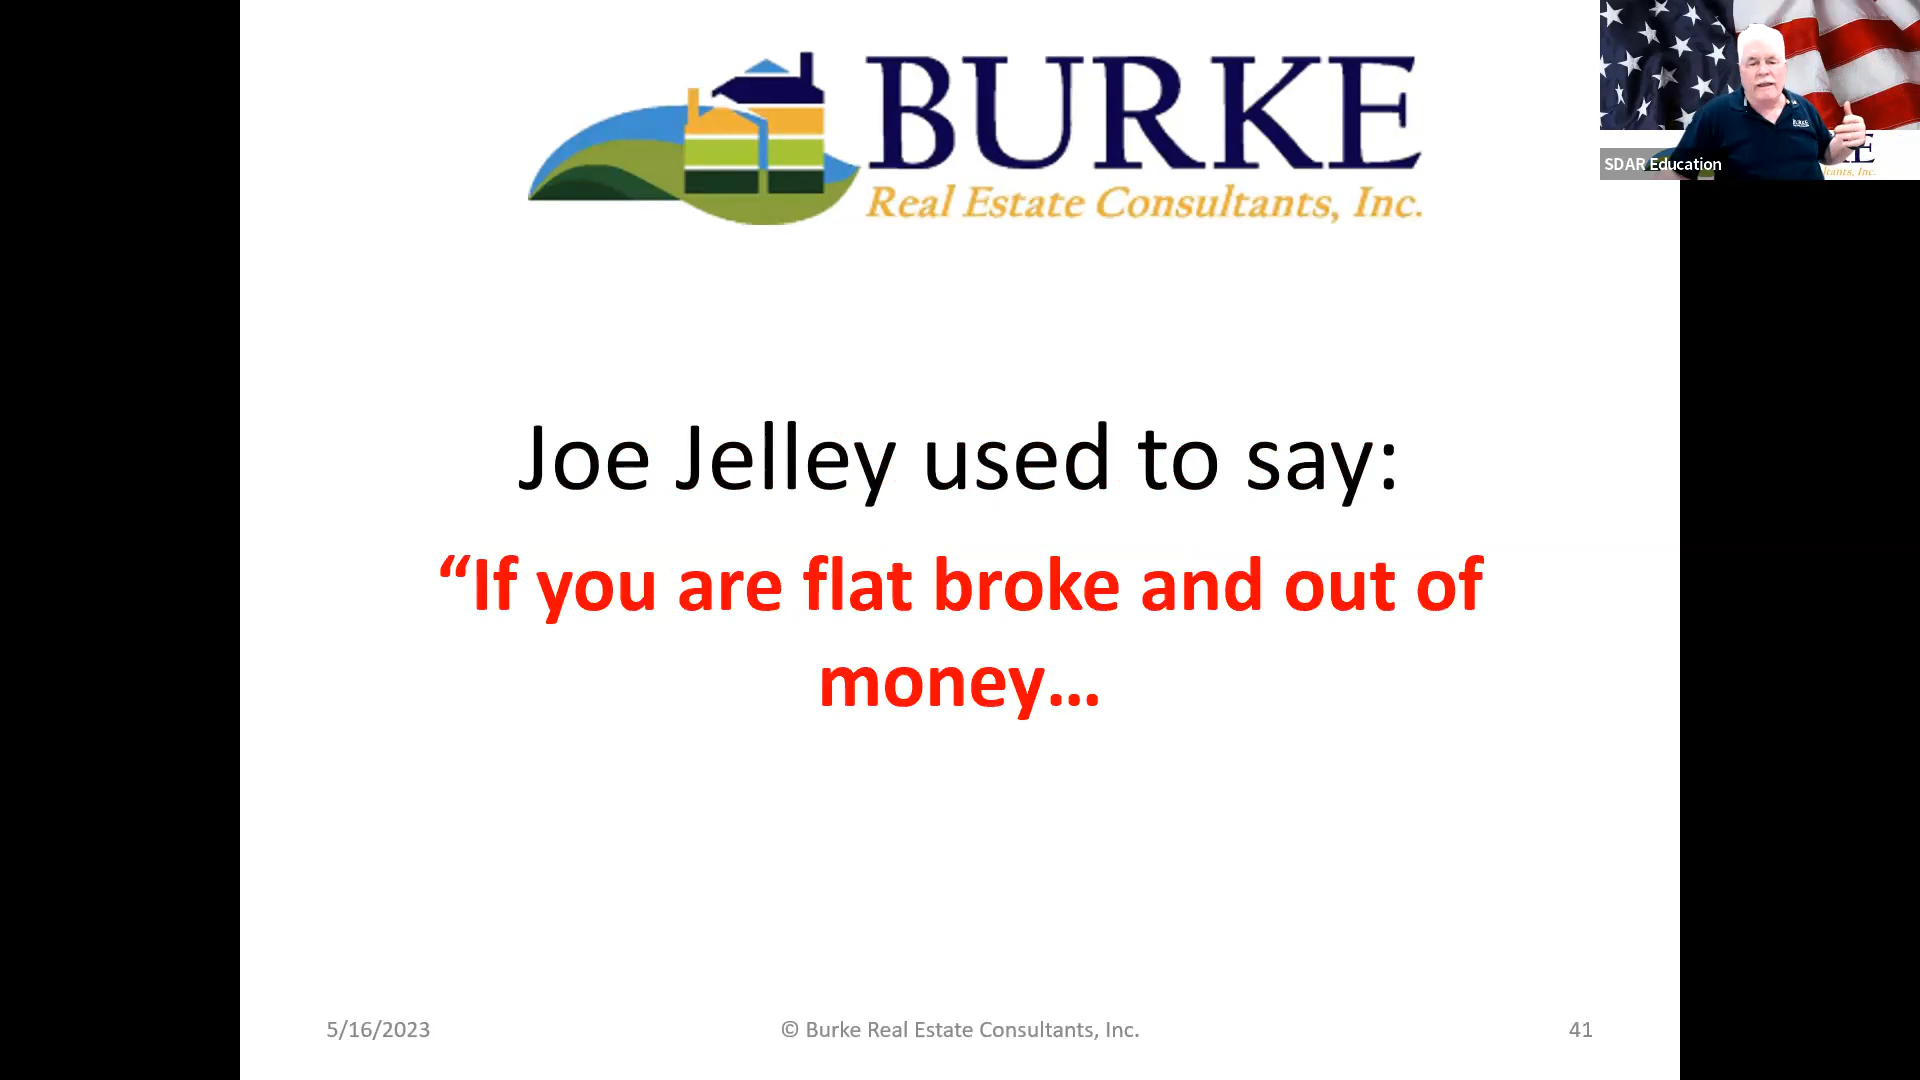 BURKE
Real Estate Consultants, Inc.
SDAR Education
Joe Jelley used to say:
“If you are flat broke and out of
money…
5/16/2023
© Burke Real Estate Consultants, Inc.
41